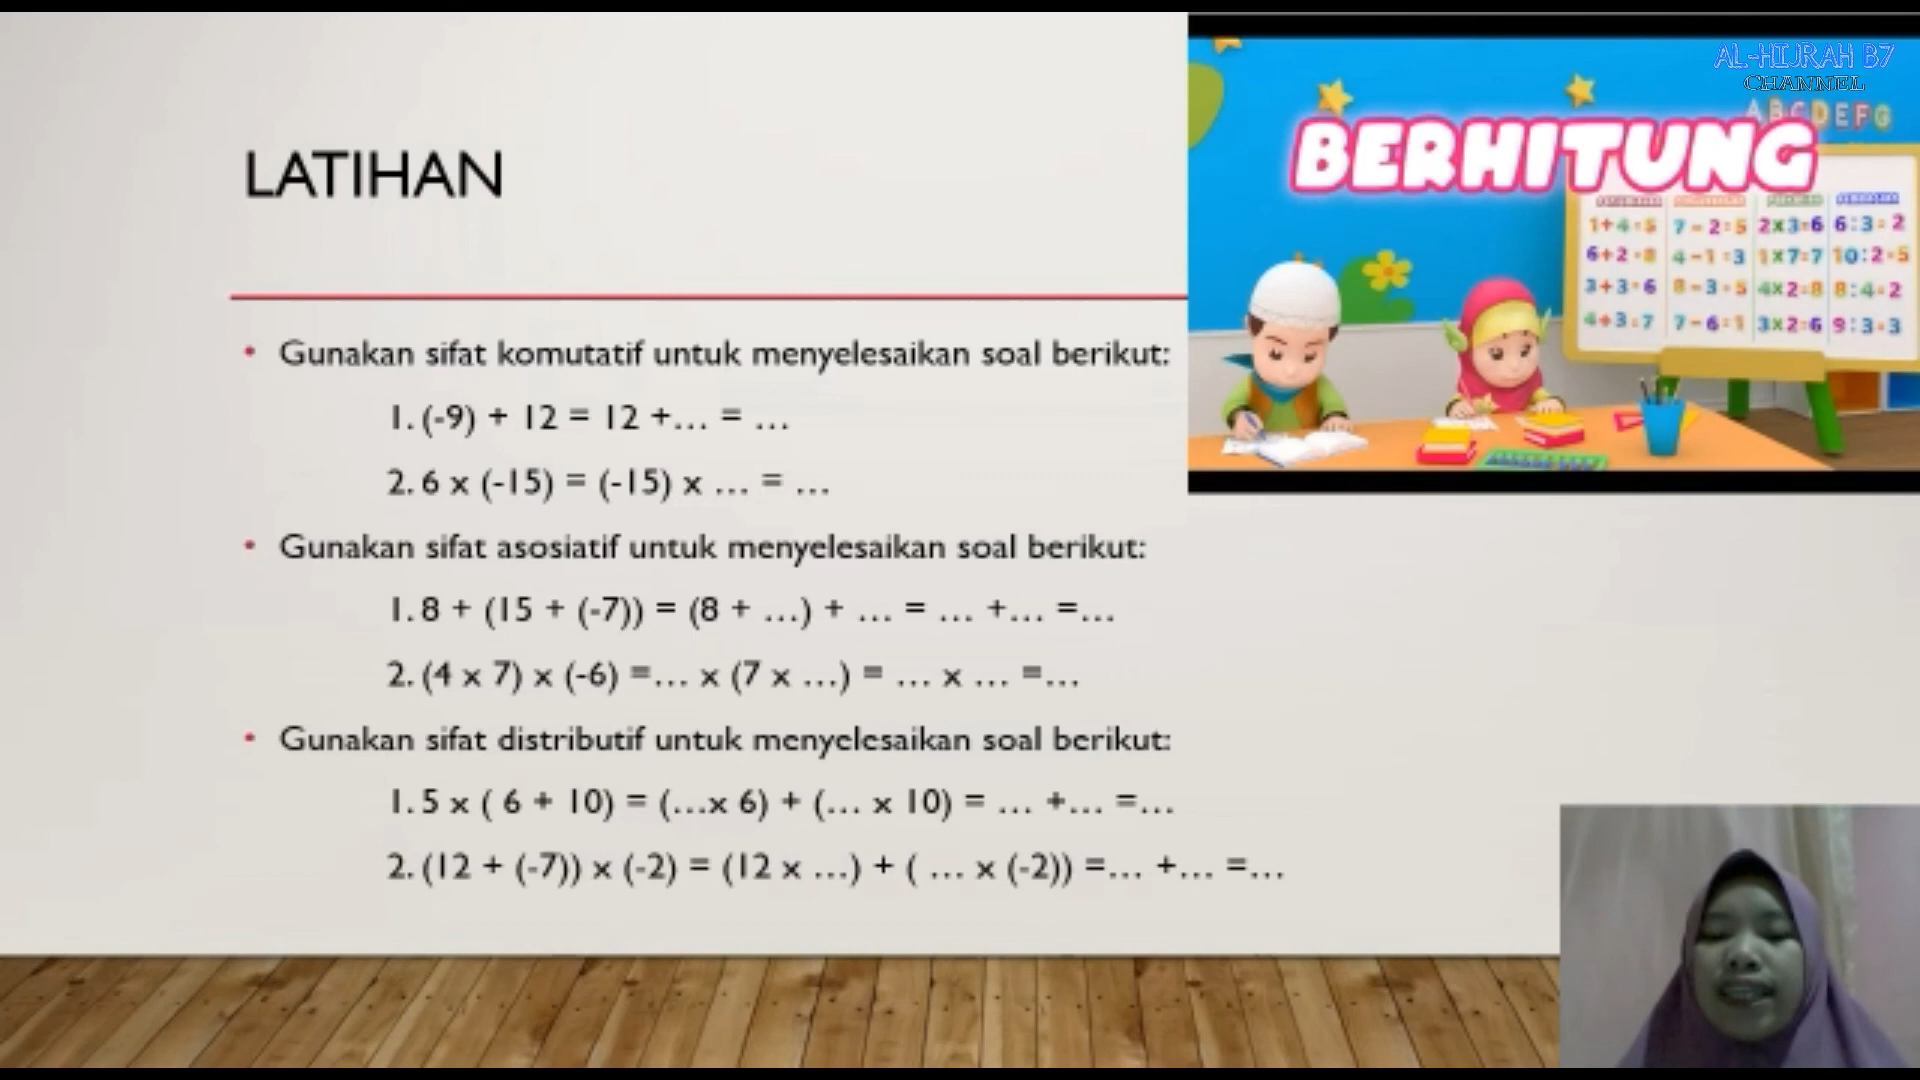 AL-HIJRAH B7
CHANNEL
ABCDEFG
BERHITUNG
1+4=5 7-2=5 2x3=6 6:3=2
6+2=8 4-1=3 1x7=7 10:2=5
3+3=6 8-3=5 4x2=8 8:4=2
4+3=7 7-6=1 3x2=6 9:3=3
LATIHAN
• Gunakan sifat komutatif untuk menyelesaikan soal berikut:
1. (-9) + 12 = 12 +… = …
2. 6 x (-15) = (-15) x … = …
• Gunakan sifat asosiatif untuk menyelesaikan soal berikut:
1. 8 + (15 + (-7)) = (8 + …) + … = … +… =…
2. (4 x 7) x (-6) =… x (7 x …) = … x … =…
• Gunakan sifat distributif untuk menyelesaikan soal berikut:
1. 5 x ( 6 + 10) = (…x 6) + (… x 10) = … +… =…
2. (12 + (-7)) x (-2) = (12 x …) + ( … x (-2)) =… +… =…